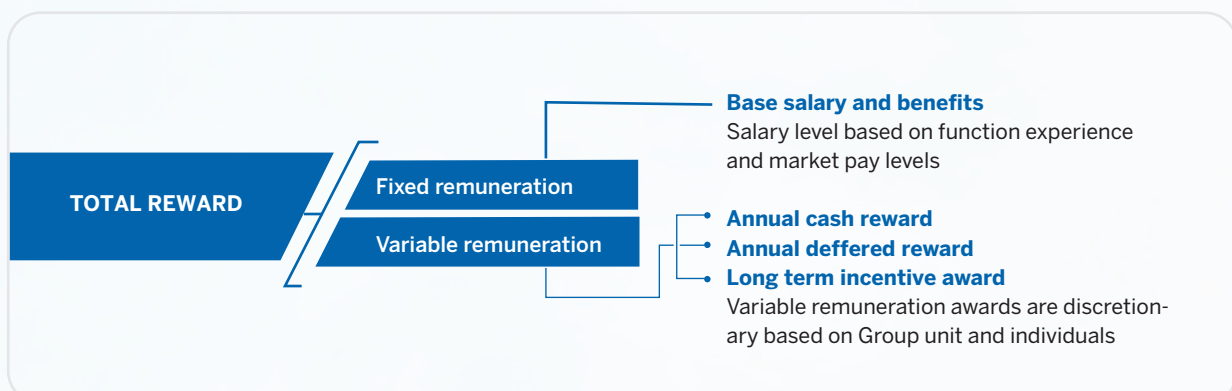 TOTAL REWARD
Fixed remuneration
Variable remuneration
Base salary and benefits
Salary level based on function experience
and market pay levels
Annual cash reward
Annual deffered reward
Long term incentive award
Variable remuneration awards are discretion-
ary based on Group unit and individuals